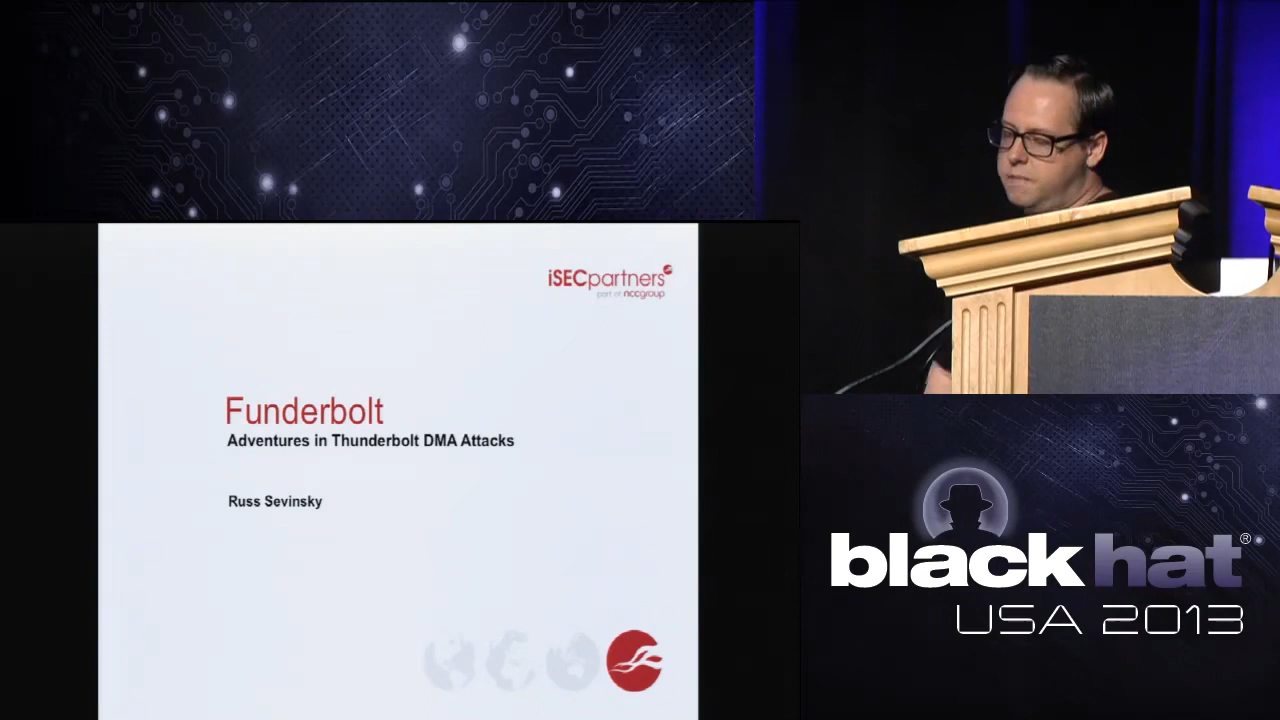 iSECpartners
part of nccgroup
Funderbolt
Adventures in Thunderbolt DMA Attacks
Russ Sevinsky
black hat®
USA 2013